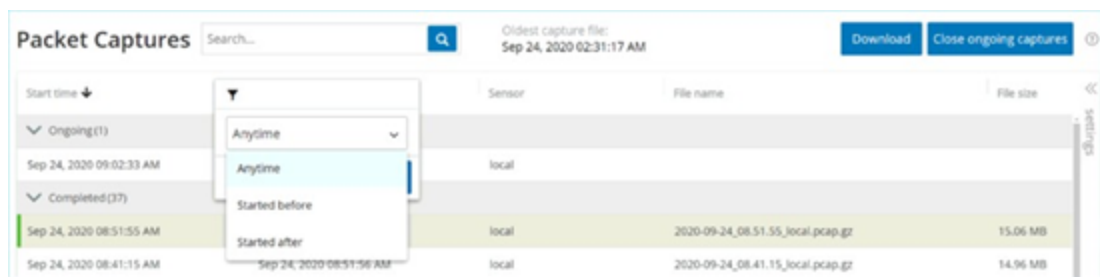 Packet Captures Search... Oldest capture file: Download Close ongoing captures
Sep 24, 2020 02:31:17 AM
Start time Sensor File name File size
Ongoing (1)
Anytime
Sep 24, 2020 09:02:33 AM Anytime local
Completed (37)
Started before
Sep 24, 2020 08:51:55 AM local 2020-09-24_08.51.55_local.pcap.gz 15.06 MB
Started after
Sep 24, 2020 08:41:15 AM Sep 24, 2020 08:51:56 AM local 2020-09-24_08.41.15_local.pcap.gz 14.96 MB
settings